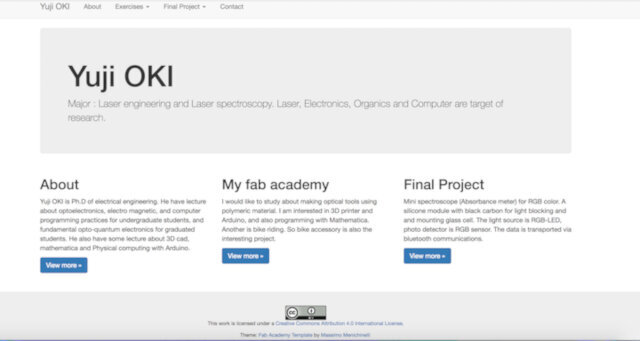 Yuji OKI About Exercises Final Project Contact
Yuji OKI
Major : Laser engineering and Laser spectroscopy. Laser, Electronics, Organics and Computer are target of
research.
About
Yuji OKI is Ph.D of electrical engineering. He have lecture
about optoelectronics, electro magnetic, and computer
programming practices for undergraduate students, and
fundamental opto-quantum electronics for graduated
students. He also have some lecture about 3D cad,
mathematica and Physical computing with Arduino.
View more »
My fab academy
I would like to study about making optical tools using
polymeric material. I am interested in 3D printer and
Arduino, and also programming with Mathematica.
Another is bike riding. So bike accessory is also the
interesting project.
View more »
Final Project
Mini spectroscope (Absorbance meter) for RGB color. A
silicone module with black carbon for light blocking and
and mounting glass cell. The light source is RGB-LED,
photo detector is RGB sensor. The data is transported via
bluetooth communications.
View more »
cc
BY
This work is licensed under a Creative Commons Attribution 4.0 International License.
Theme: Fab Academy Template by Massimo Menichinelli